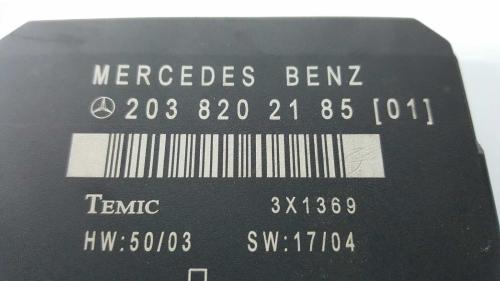 MERCEDES BENZ
203 820 21 85 [01]
TEMIC 3X1369
HW:50/03 SW:17/04